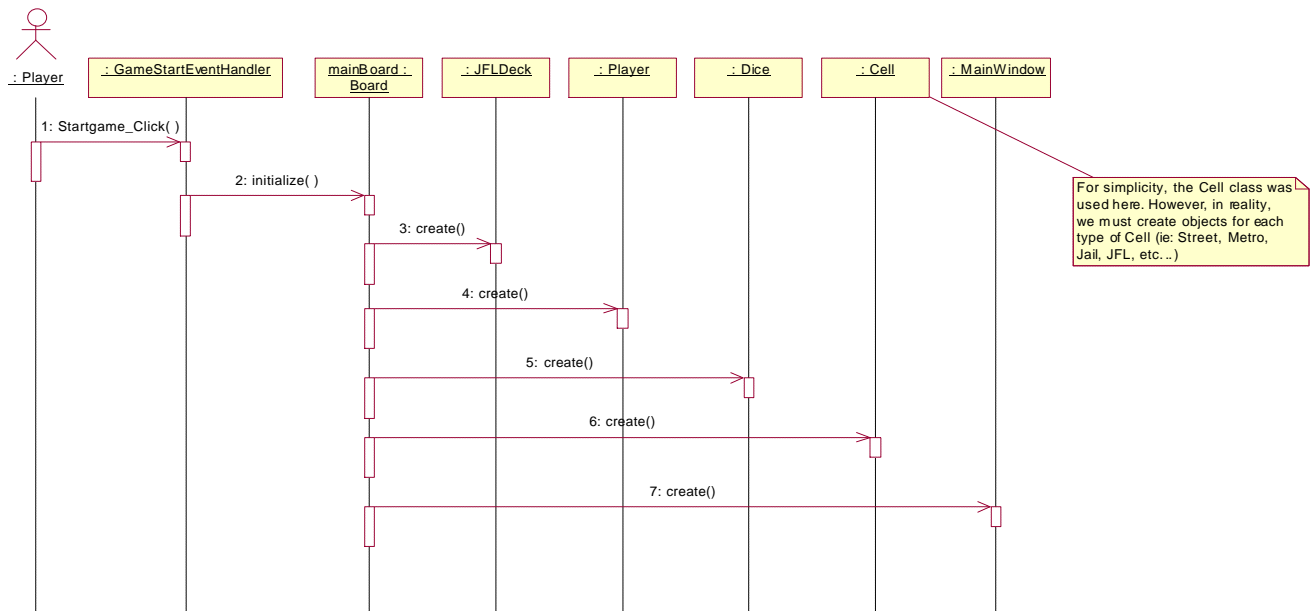 : Player
: GameStartEventHandler
mainBoard :
Board
: JFLDeck
: Player
: Dice
: Cell
: MainWindow
1: Startgame_Click( )
2: initialize( )
For simplicity, the Cell class was
used here. However, in reality,
we must create objects for each
type of Cell (ie: Street, Metro,
Jail, JFL, etc...)
3: create()
4: create()
5: create()
6: create()
7: create()